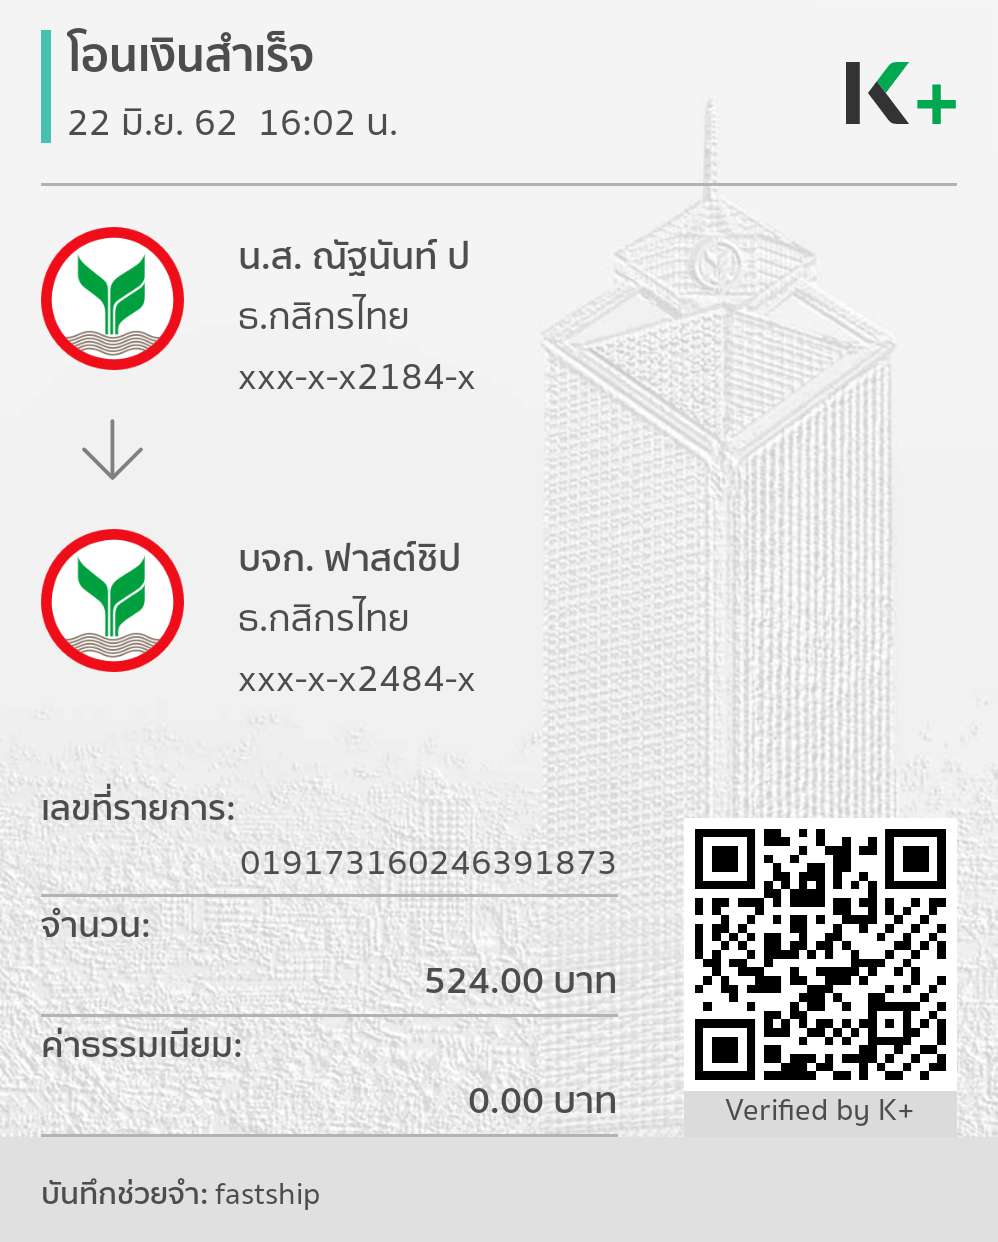 โอนเงินสำเร็จ
22 มิ.ย. 62  16:02 น.
K+
น.ส. ณัฐนันท์ ป
ธ.กสิกรไทย
xxx-x-x2184-x
บจก. ฟาสต์ชิป
ธ.กสิกรไทย
xxx-x-x2484-x
เลขที่รายการ:
019173160246391873
จำนวน:
524.00 บาท
ค่าธรรมเนียม:
0.00 บาท
Verified by K+
บันทึกช่วยจำ: fastship